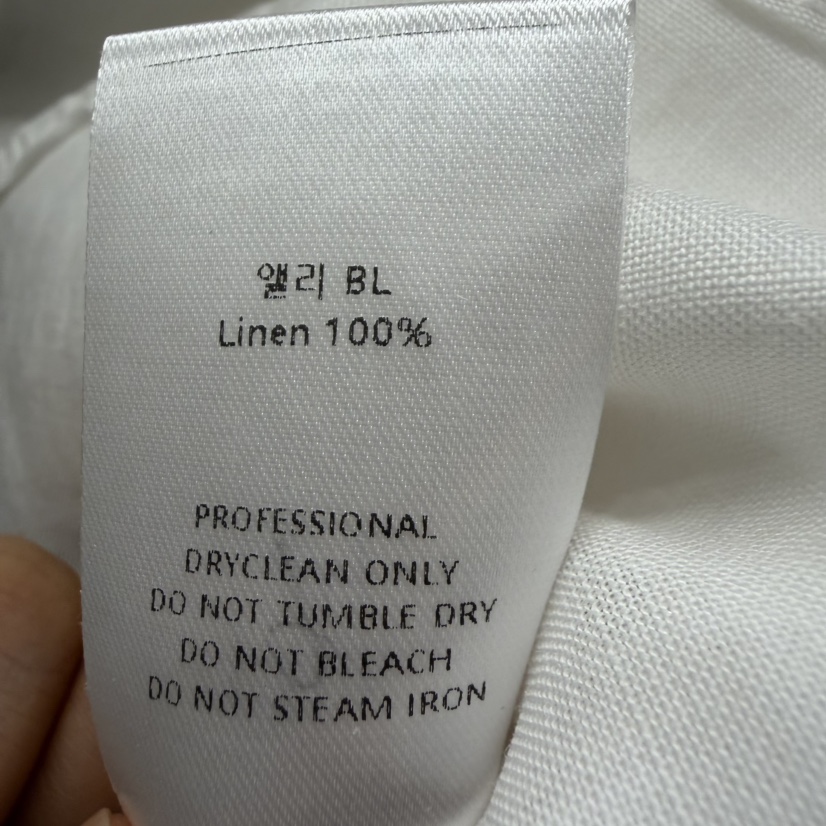 앨리 BL
Linen 100%
PROFESSIONAL
DRYCLEAN ONLY
DO NOT TUMBLE DRY
DO NOT BLEACH
DO NOT STEAM IRON